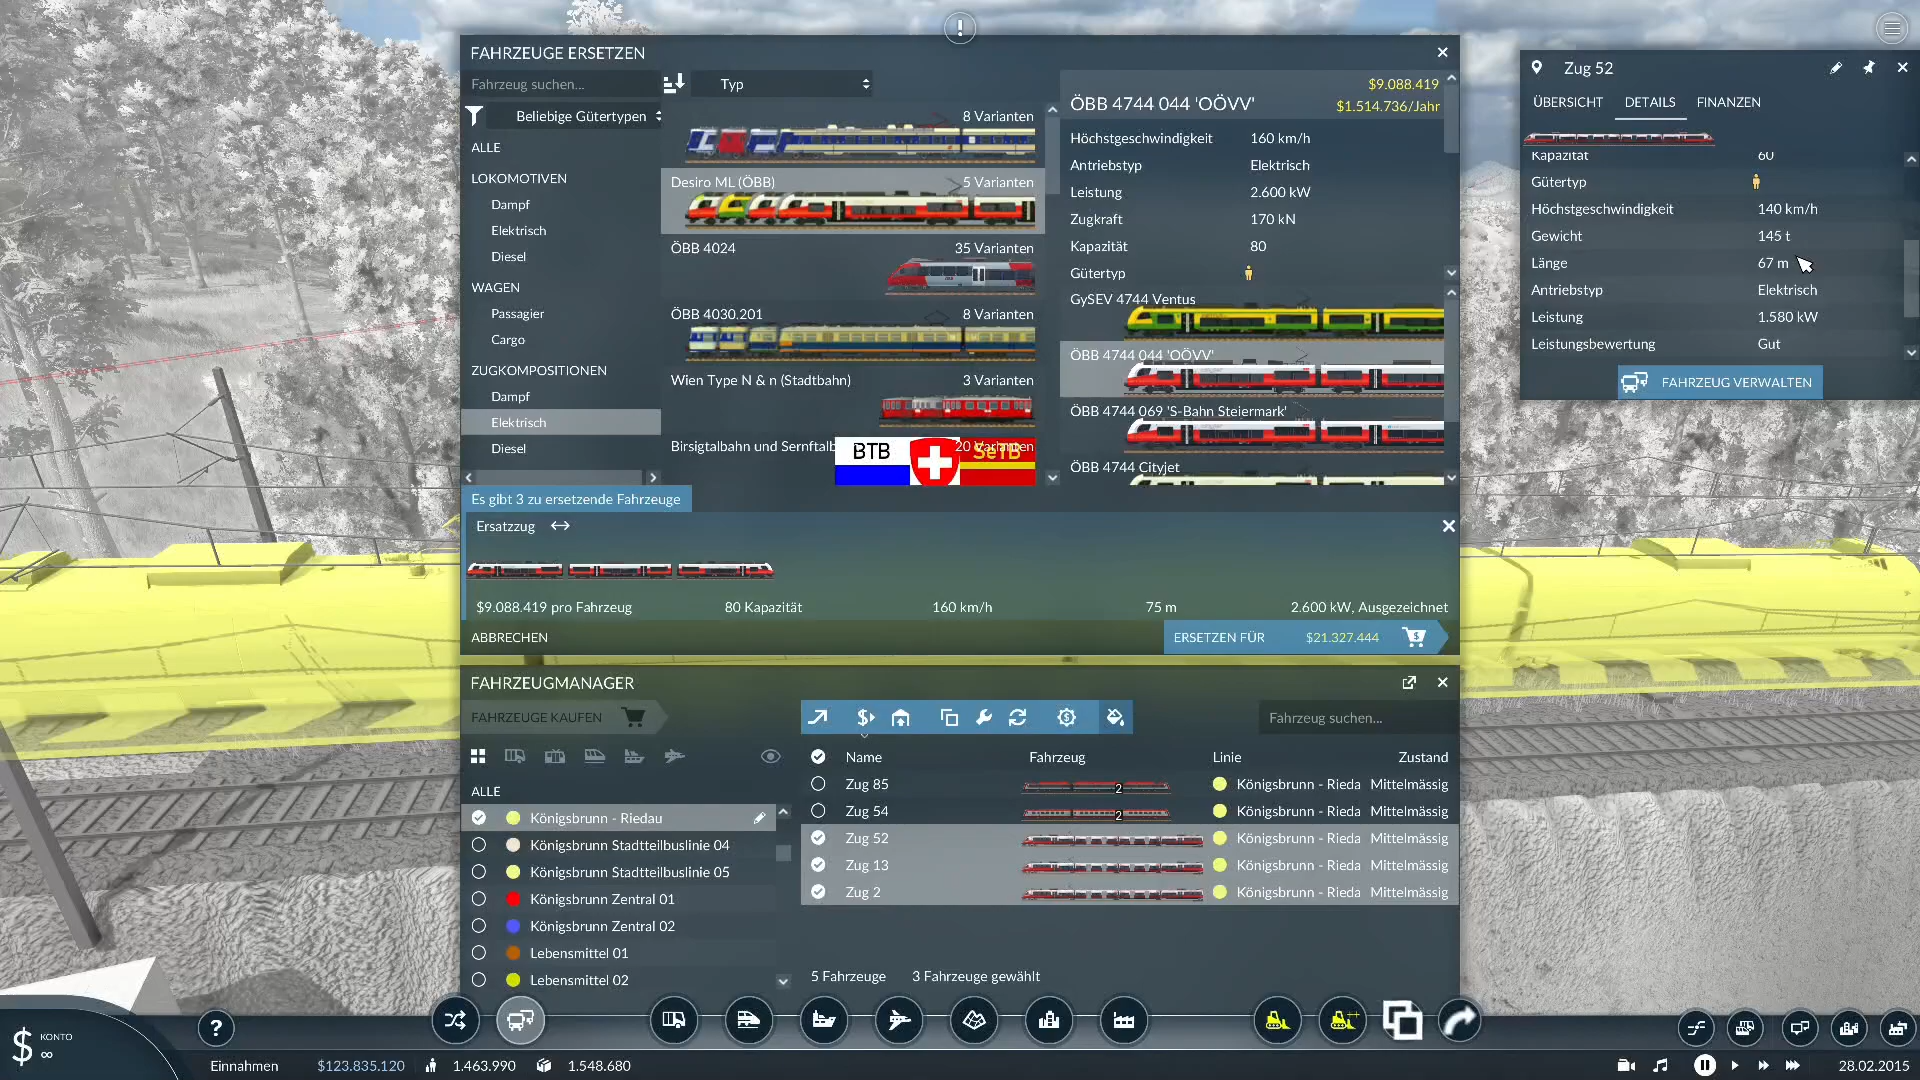 FAHRZEUGE ERSETZEN
Fahrzeug suchen...
Typ
Beliebige Gütertypen
ALLE
LOKOMOTIVEN
Dampf
Elektrisch
Diesel
WAGEN
Passagier
Cargo
ZUGKOMPOSITIONEN
Dampf
Elektrisch
Diesel
8 Varianten
Desiro ML (ÖBB) 5 Varianten
ÖBB 4024 35 Varianten
ÖBB 4030.201 8 Varianten
Wien Type N & n (Stadtbahn) 3 Varianten
Birsigtalbahn und Sernftalb 20 Varianten
BTB SeTB
$9.088.419
ÖBB 4744 044 'OÖVV' $1.514.736/Jahr
Höchstgeschwindigkeit 160 km/h
Antriebstyp Elektrisch
Leistung 2.600 kW
Zugkraft 170 kN
Kapazität 80
Gütertyp
GySEV 4744 Ventus
ÖBB 4744 044 'OÖVV'
ÖBB 4744 069 'S-Bahn Steiermark'
ÖBB 4744 Cityjet
Es gibt 3 zu ersetzende Fahrzeuge
Ersatzzug
$9.088.419 pro Fahrzeug 80 Kapazität 160 km/h 75 m 2.600 kW, Ausgezeichnet
ABBRECHEN
ERSETZEN FÜR $21.327.444
FAHRZEUGMANAGER
FAHRZEUGE KAUFEN
Fahrzeug suchen...
ALLE
Königsbrunn - Riedau
Königsbrunn Stadtteilbuslinie 04
Königsbrunn Stadtteilbuslinie 05
Königsbrunn Zentral 01
Königsbrunn Zentral 02
Lebensmittel 01
Lebensmittel 02
Name Fahrzeug Linie Zustand
Zug 85 2 Königsbrunn - Rieda Mittelmässig
Zug 54 2 Königsbrunn - Rieda Mittelmässig
Zug 52 Königsbrunn - Rieda Mittelmässig
Zug 13 Königsbrunn - Rieda Mittelmässig
Zug 2 Königsbrunn - Rieda Mittelmässig
5 Fahrzeuge 3 Fahrzeuge gewählt
Zug 52
ÜBERSICHT DETAILS FINANZEN
Kapazität 60
Gütertyp
Höchstgeschwindigkeit 140 km/h
Gewicht 145 t
Länge 67 m
Antriebstyp Elektrisch
Leistung 1.580 kW
Leistungsbewertung Gut
FAHRZEUG VERWALTEN
$ KONTO
∞
?
Einnahmen $123.835.120 1.463.990 1.548.680
28.02.2015